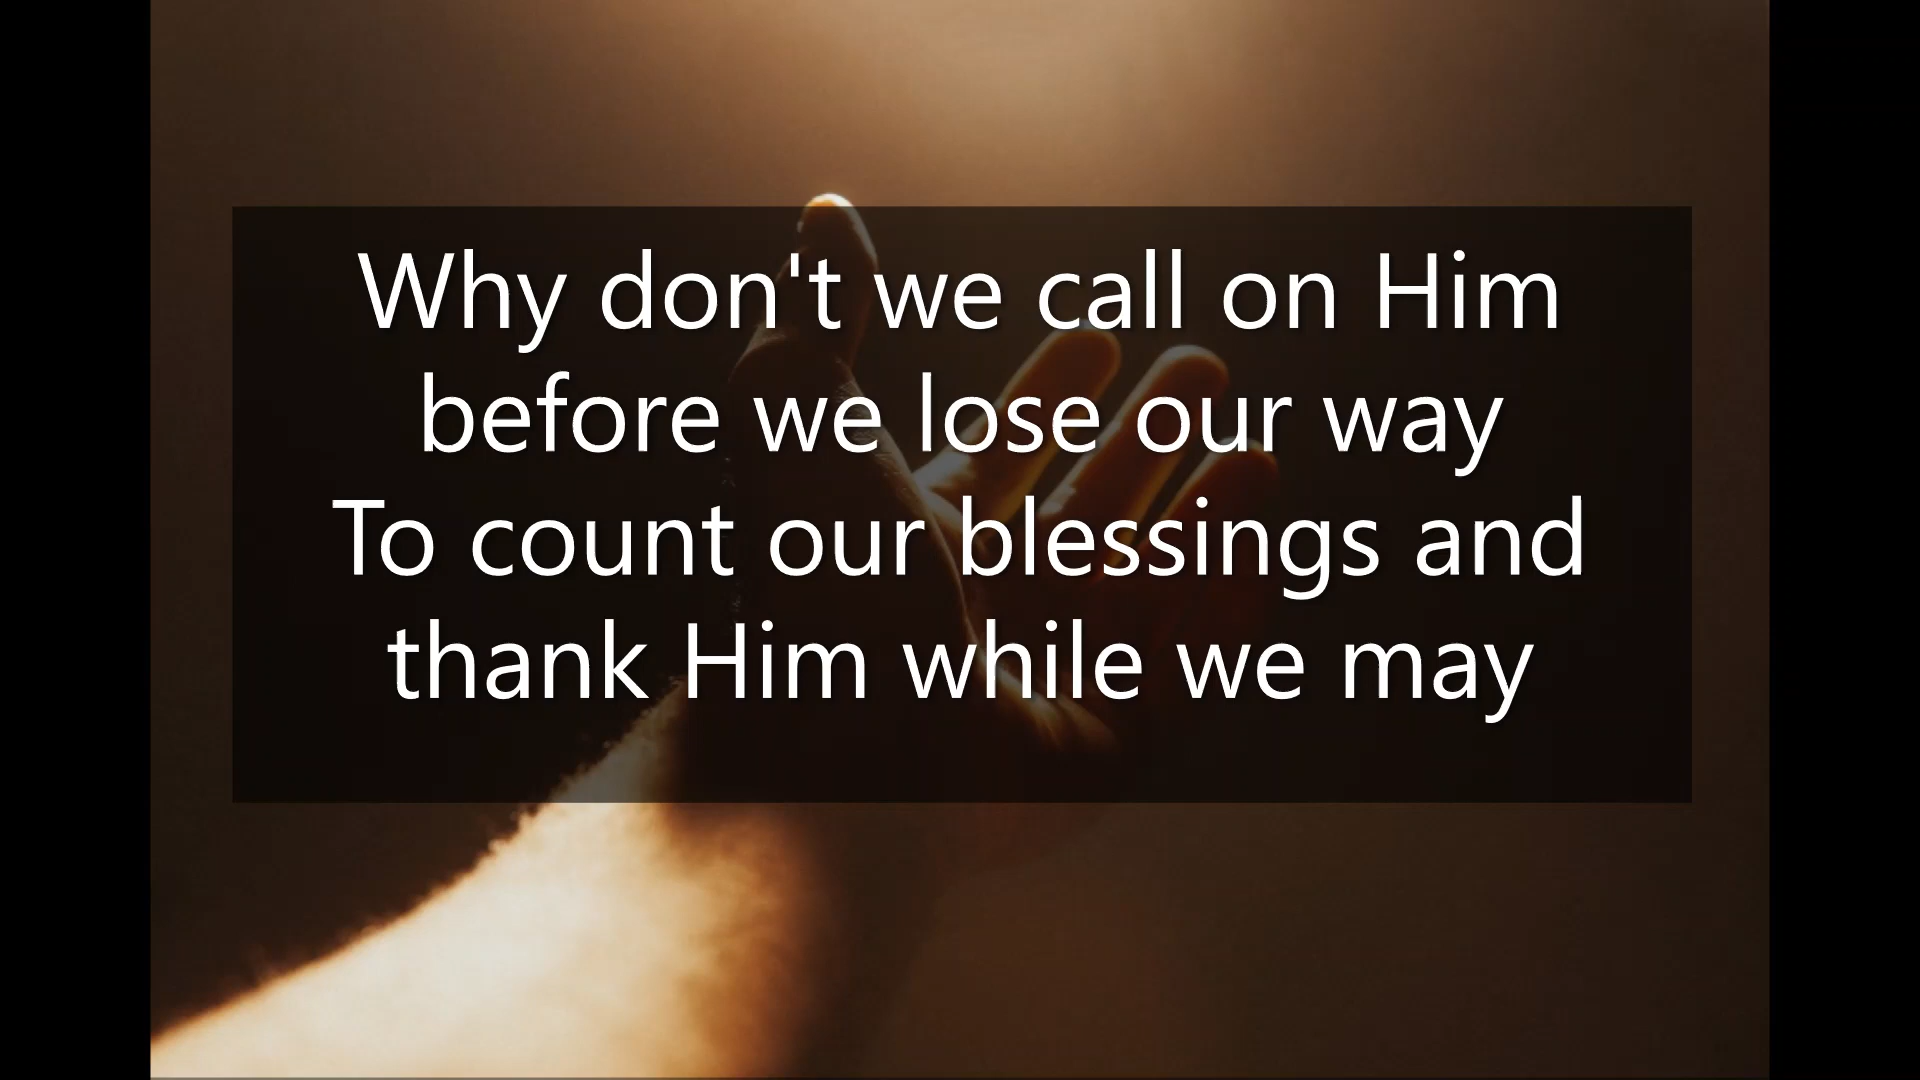 Why don't we call on Him
before we lose our way
To count our blessings and
thank Him while we may